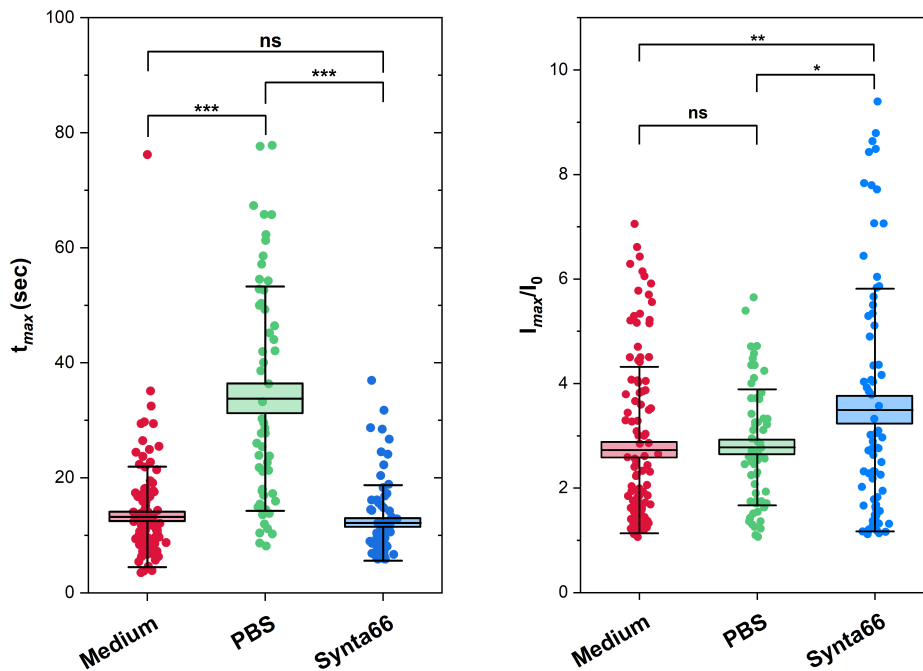 100
80
60
40
20
0
t_max (sec)
ns
***
***
Medium
PBS
Synta66
10
8
6
4
2
0
I_max/I_0
**
*
ns
Medium
PBS
Synta66